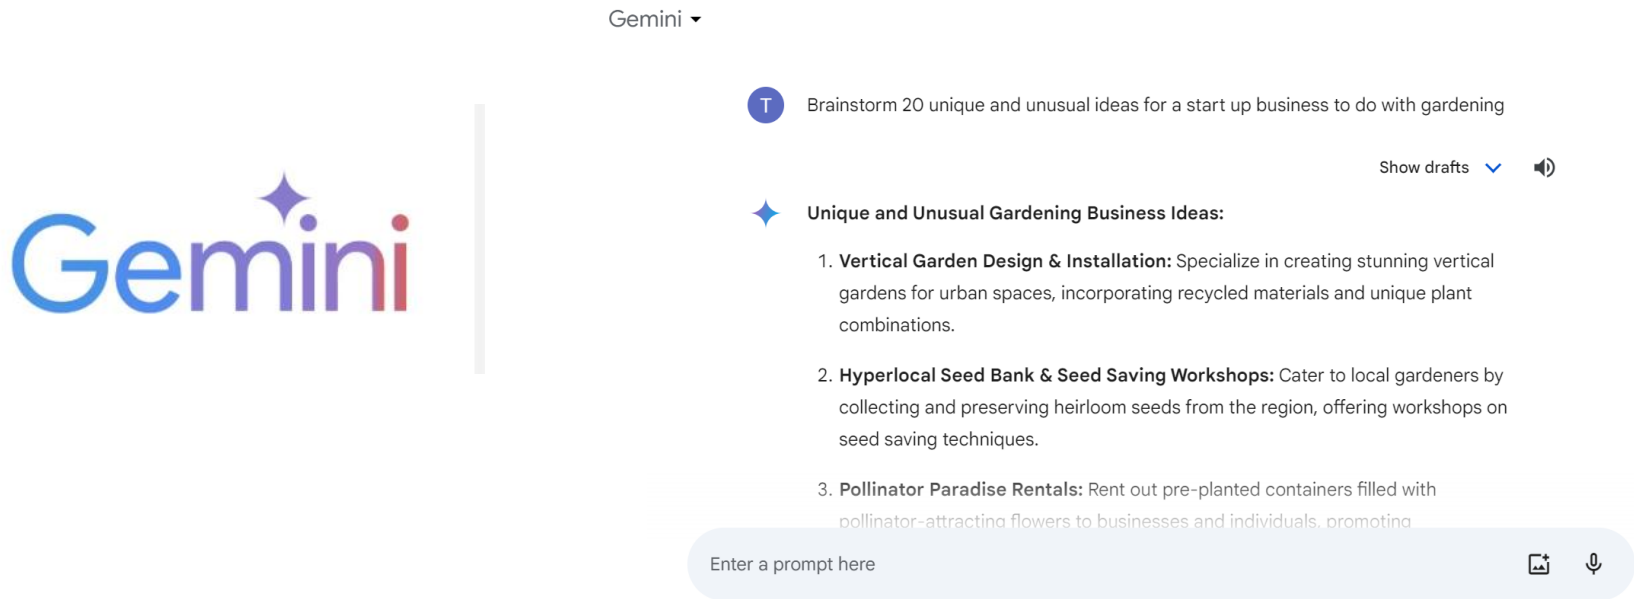 Gemini
Gemini
T
Brainstorm 20 unique and unusual ideas for a start up business to do with gardening
Show drafts
Unique and Unusual Gardening Business Ideas:
1. Vertical Garden Design & Installation: Specialize in creating stunning vertical
gardens for urban spaces, incorporating recycled materials and unique plant
combinations.
2. Hyperlocal Seed Bank & Seed Saving Workshops: Cater to local gardeners by
collecting and preserving heirloom seeds from the region, offering workshops on
seed saving techniques.
3. Pollinator Paradise Rentals: Rent out pre-planted containers filled with
pollinator-attracting flowers to businesses and individuals, promoting
Enter a prompt here